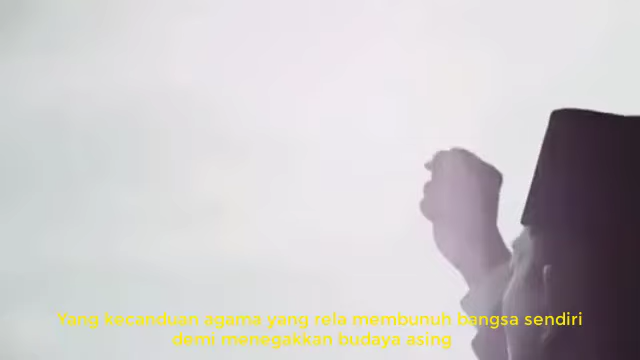 Yang kecanduan agama yang rela membunuh bangsa sendiri
demi menegakkan budaya asing